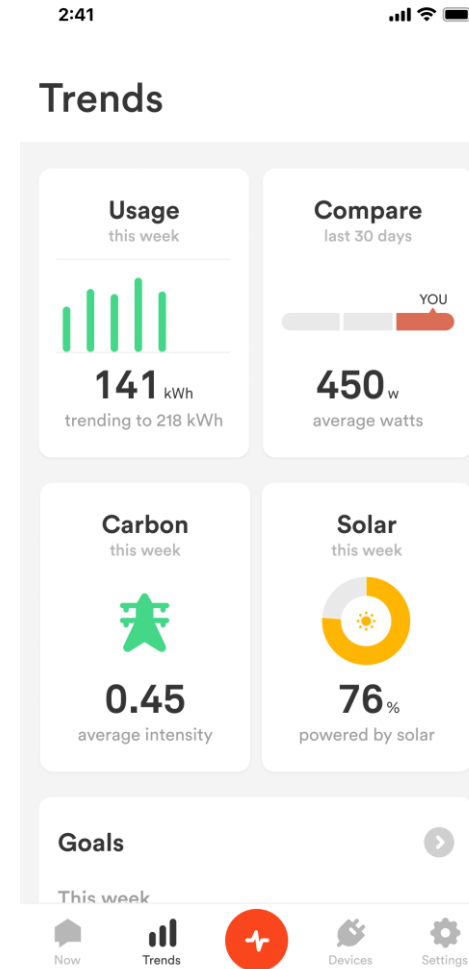 2:41
Trends
Usage
this week
141 kWh
trending to 218 kWh
Compare
last 30 days
YOU
450 w
average watts
Carbon
this week
0.45
average intensity
Solar
this week
76 %
powered by solar
Goals
This week
Now
Trends
Devices
Settings